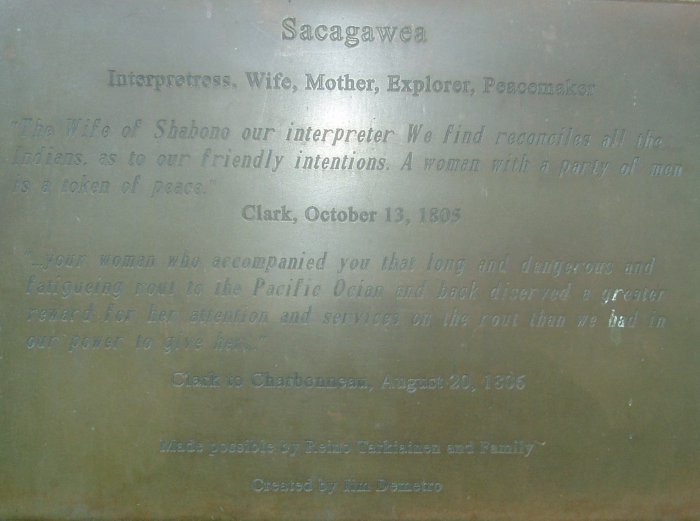 Sacagawea
Interpretress, Wife, Mother, Explorer, Peacemaker
"The Wife of Shabono our interpreter We find reconciles all the
Indians, as to our friendly intentions. A woman with a party of men
is a token of peace."
Clark, October 13, 1805
"...your woman who accompanied you that long and dangerous and
fatigueing rout to the Pacific Ocian and back diserved a greater
reward for her attention and services on the rout than we had in
our power to give her..."
Clark to Charbonneau, August 20, 1806
Made possible by Reino Tarkiainen and Family
Created by Jim Demetro